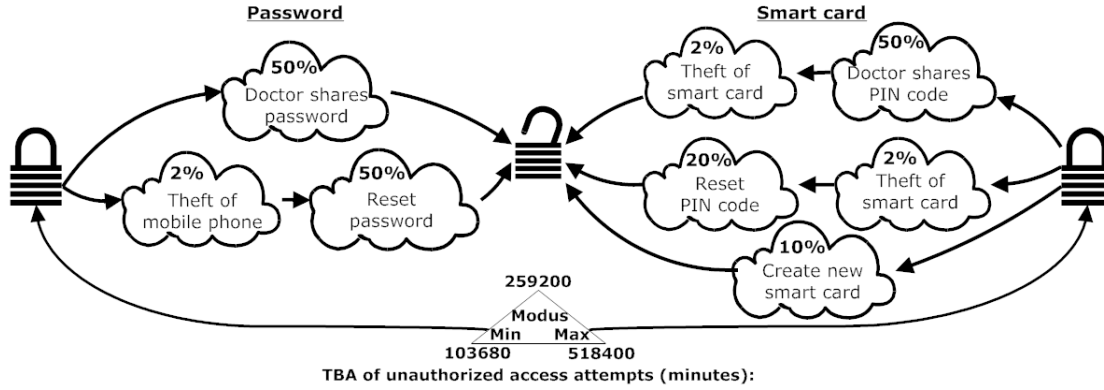 Password
Smart card
50%
Doctor shares
password
2%
Theft of
mobile phone
50%
Reset
password
2%
Theft of
smart card
50%
Doctor shares
PIN code
20%
Reset
PIN code
2%
Theft of
smart card
10%
Create new
smart card
259200
Modus
Min Max
103680 518400
TBA of unauthorized access attempts (minutes):